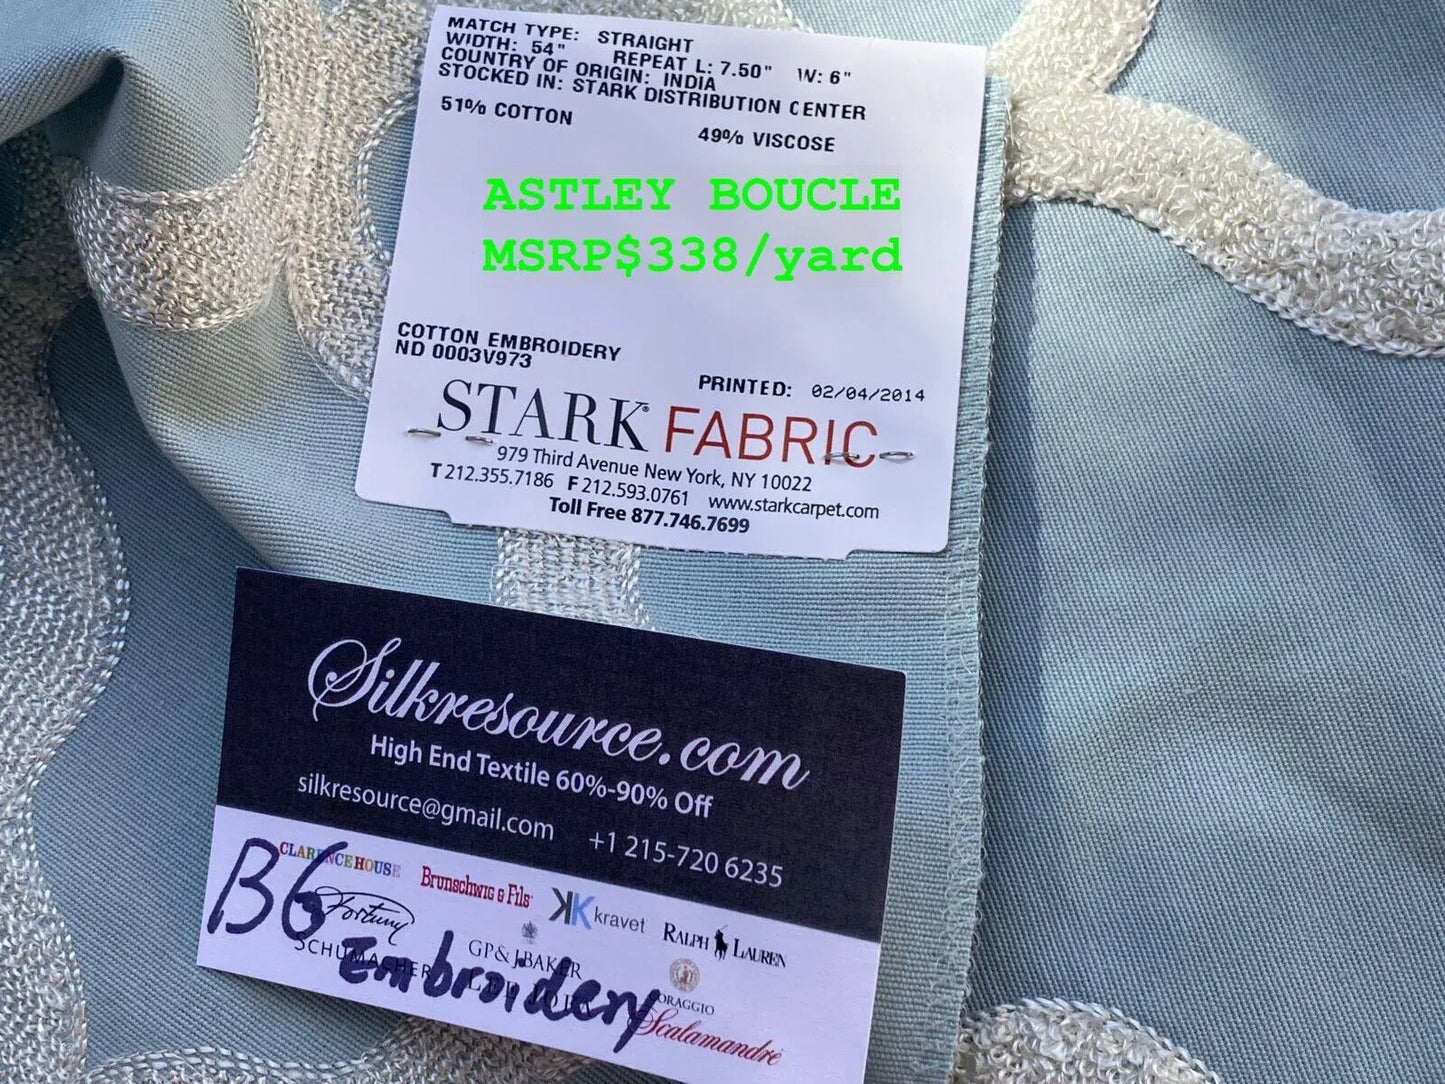 MATCH TYPE: STRAIGHT
WIDTH: 54" REPEAT L: 7.50" W: 6"
COUNTRY OF ORIGIN: INDIA
STOCKED IN: STARK DISTRIBUTION CENTER
51% COTTON
49% VISCOSE
ASTLEY BOUCLE
MSRP$338/yard
COTTON EMBROIDERY
ND 0003V973
PRINTED: 02/04/2014
STARK® FABRIC
979 Third Avenue New York, NY 10022
T 212.355.7186 F 212.593.0761 www.starkcarpet.com
Toll Free 877.746.7699
Silkresource.com
High End Textile 60%-90% Off
silkresource@gmail.com +1 215-720 6235
CLARENCE HOUSE
Brunschwig & Fils
kravet
RALPH LAUREN
B6
Fortuny
SCHUMACHER
GP & J BAKER
Embroidery
Scalamandré